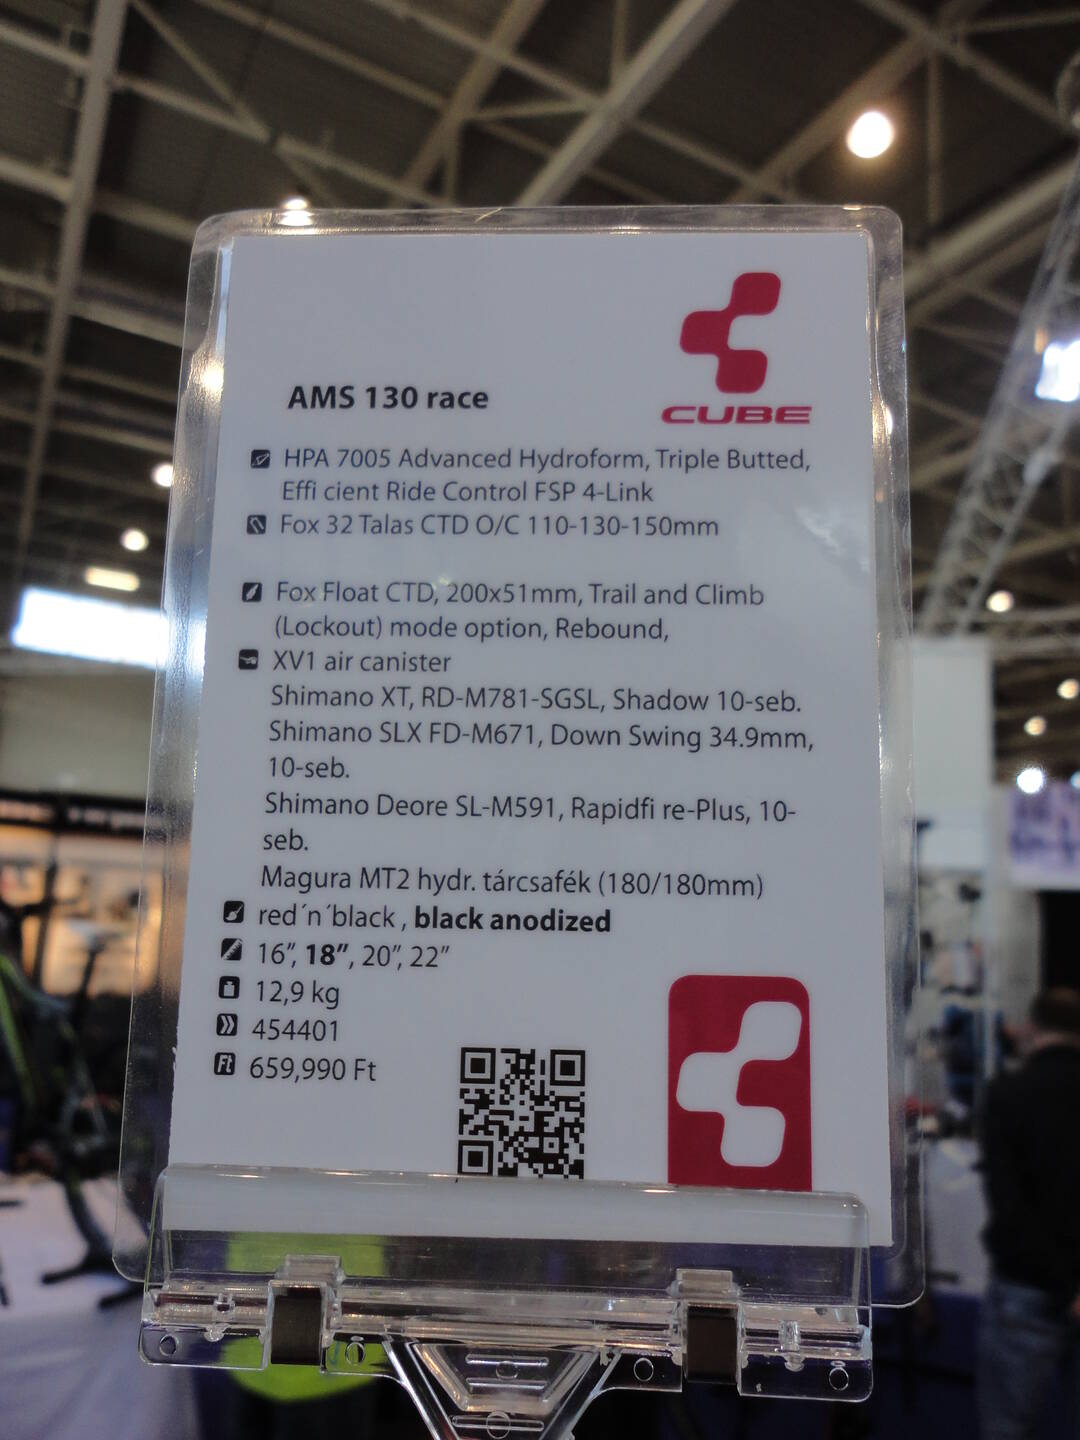 CUBE
AMS 130 race
HPA 7005 Advanced Hydroform, Triple Butted,
Effi cient Ride Control FSP 4-Link
Fox 32 Talas CTD O/C 110-130-150mm
Fox Float CTD, 200x51mm, Trail and Climb
(Lockout) mode option, Rebound,
XV1 air canister
Shimano XT, RD-M781-SGSL, Shadow 10-seb.
Shimano SLX FD-M671, Down Swing 34.9mm,
10-seb.
Shimano Deore SL-M591, Rapidfi re-Plus, 10-
seb.
Magura MT2 hydr. tárcsafék (180/180mm)
red´n´black , black anodized
16”, 18”, 20”, 22”
12,9 kg
454401
Ft 659,990 Ft